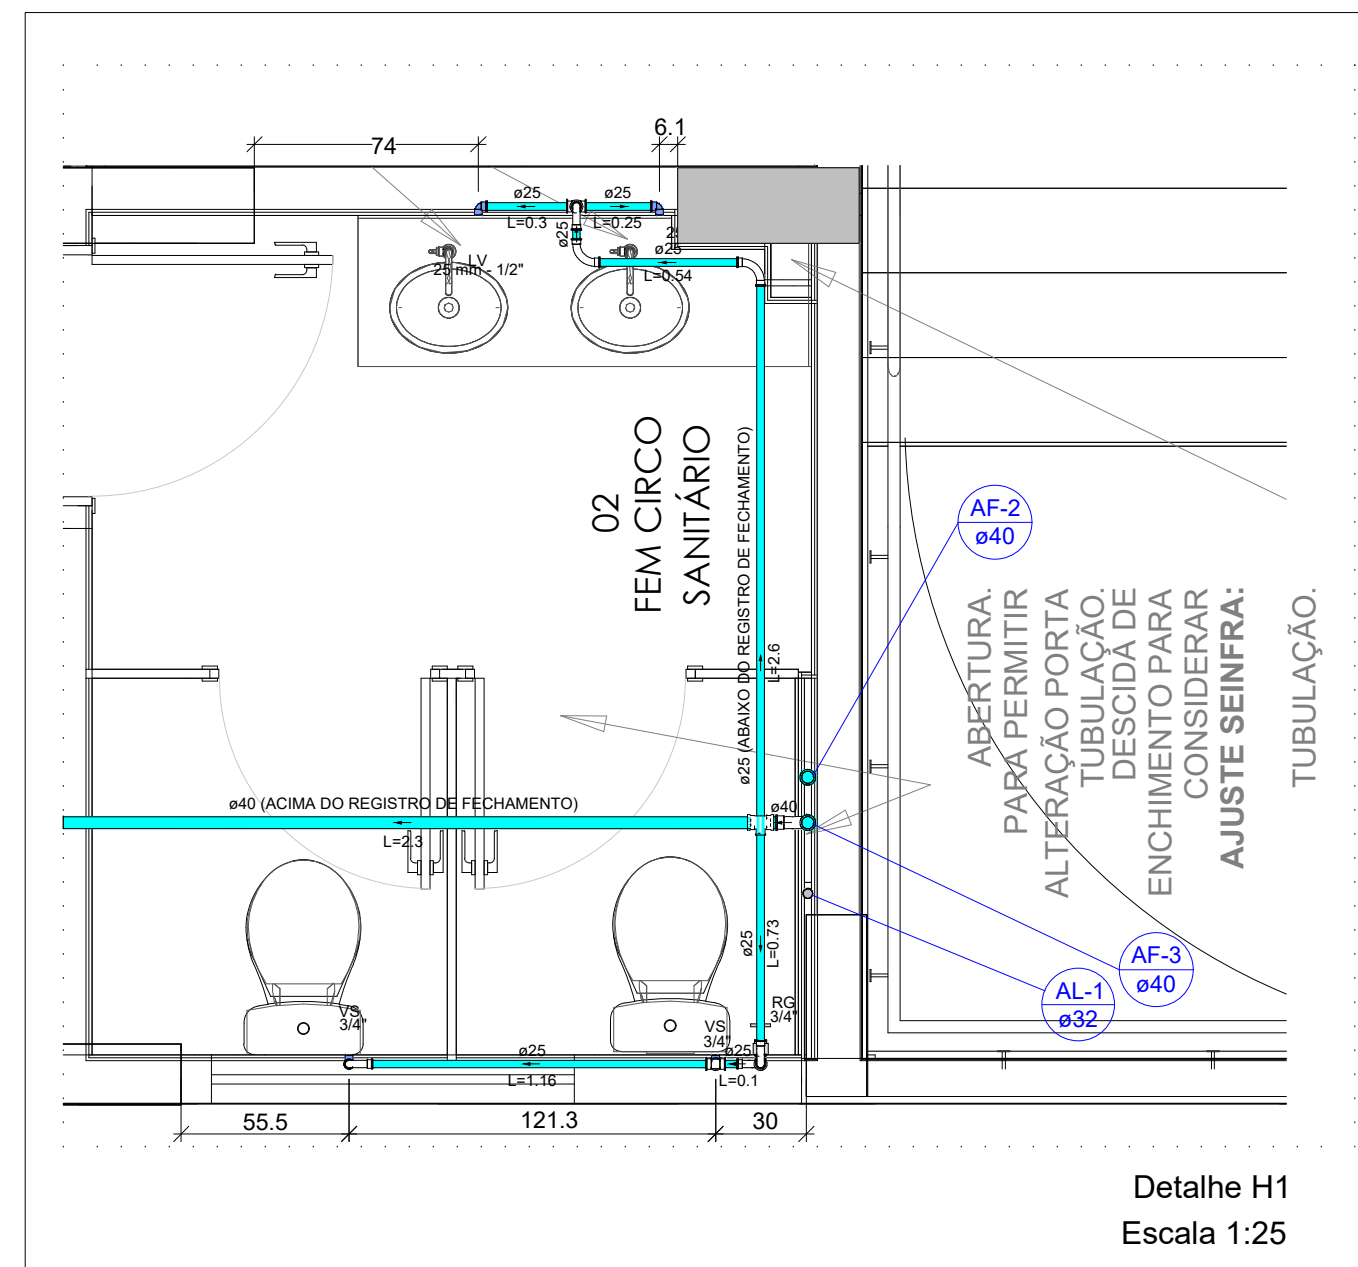 74
6.1
ø25
ø25
L=0.3
L=0.25
ø25
ø25
L=0.54
LV
25 mm - 1/2"
02
FEM CIRCO
SANITÁRIO
ø25 (ABAIXO DO REGISTRO DE FECHAMENTO)
L=2.6
AF-2
ø40
ABERTURA.
PARA PERMITIR
ALTERAÇÃO PORTA
TUBULAÇÃO.
DESCIDA DE
ENCHIMENTO PARA
CONSIDERAR
AJUSTE SEINFRA:
TUBULAÇÃO.
ø40 (ACIMA DO REGISTRO DE FECHAMENTO)
L=2.3
ø40
ø25
L=0.73
AF-3
ø40
AL-1
ø32
VS
3/4"
VS
3/4"
RG
3/4"
ø25
L=1.16
ø25
L=0.1
55.5
121.3
30
Detalhe H1
Escala 1:25